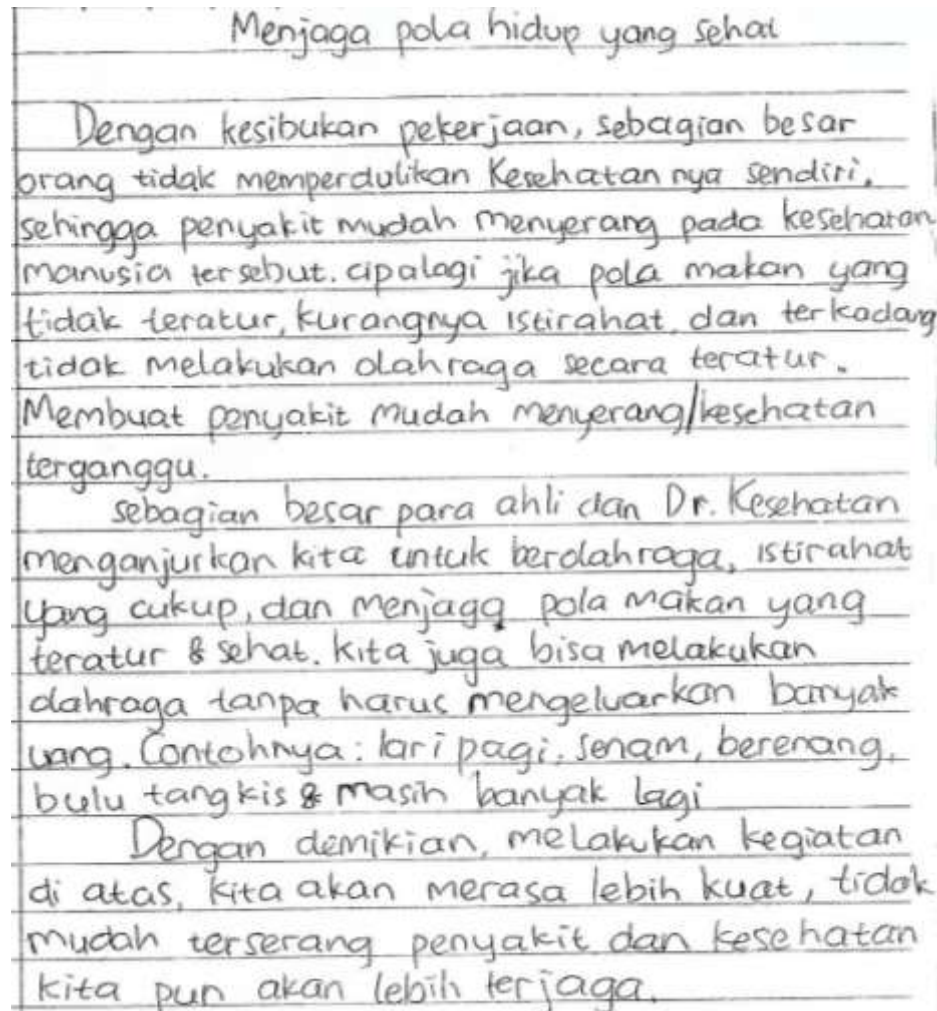 Menjaga pola hidup yang sehat
Dengan kesibukan pekerjaan, sebagian besar
orang tidak memperdulikan Kesehatan nya sendiri.
sehingga penyakit mudah menyerang pada kesehatan
manusia tersebut. apalagi jika pola makan yang
tidak teratur, kurangnya istirahat, dan terkadang
tidak melakukan olahraga secara teratur.
Membuat penyakit mudah menyerang/kesehatan
terganggu.
sebagian besar para ahli dan Dr. Kesehatan
menganjurkan kita untuk berolahraga, istirahat
yang cukup, dan menjaga pola makan yang
teratur & sehat. kita juga bisa melakukan
olahraga tanpa harus mengeluarkan banyak
uang. Contohnya: lari pagi, senam, berenang,
bulu tangkis & masih banyak lagi
Dengan demikian, melakukan kegiatan
di atas, kita akan merasa lebih kuat, tidak
mudah terserang penyakit dan kesehatan
kita pun akan lebih terjaga.